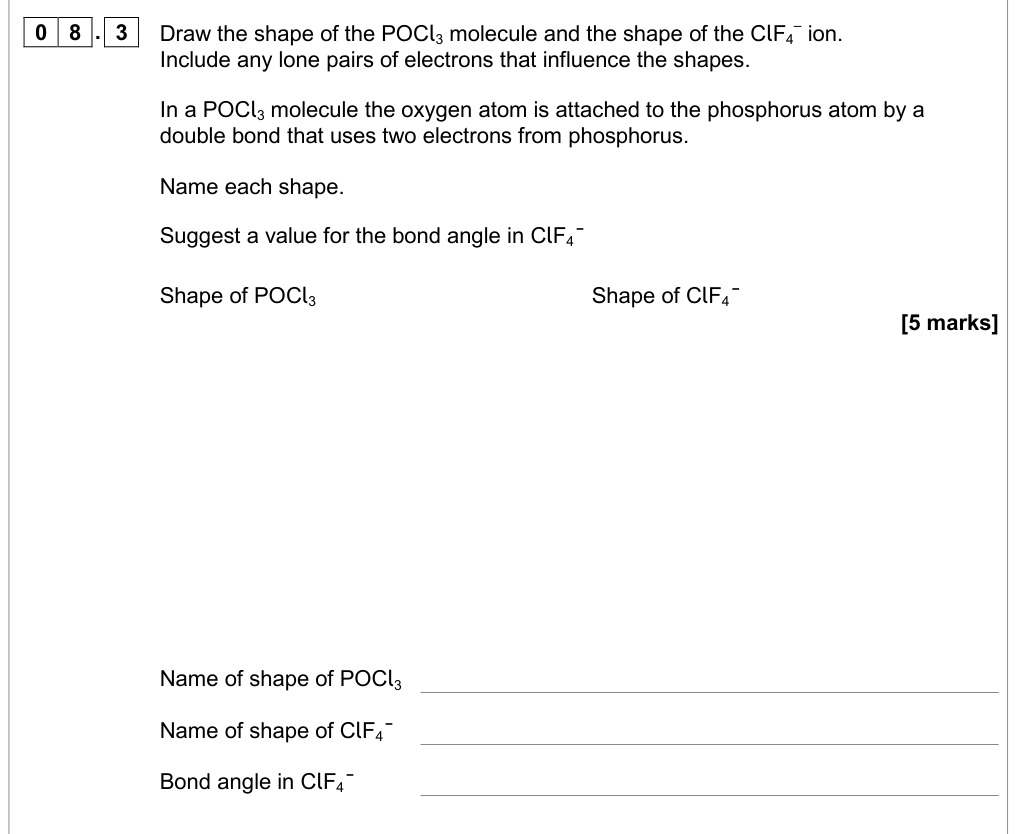 08.3 Draw the shape of the POCl₃ molecule and the shape of the ClF₄⁻ ion.
Include any lone pairs of electrons that influence the shapes.
In a POCl₃ molecule the oxygen atom is attached to the phosphorus atom by a
double bond that uses two electrons from phosphorus.
Name each shape.
Suggest a value for the bond angle in ClF₄⁻
Shape of POCl₃ Shape of ClF₄⁻
[5 marks]
Name of shape of POCl₃
Name of shape of ClF₄⁻
Bond angle in ClF₄⁻